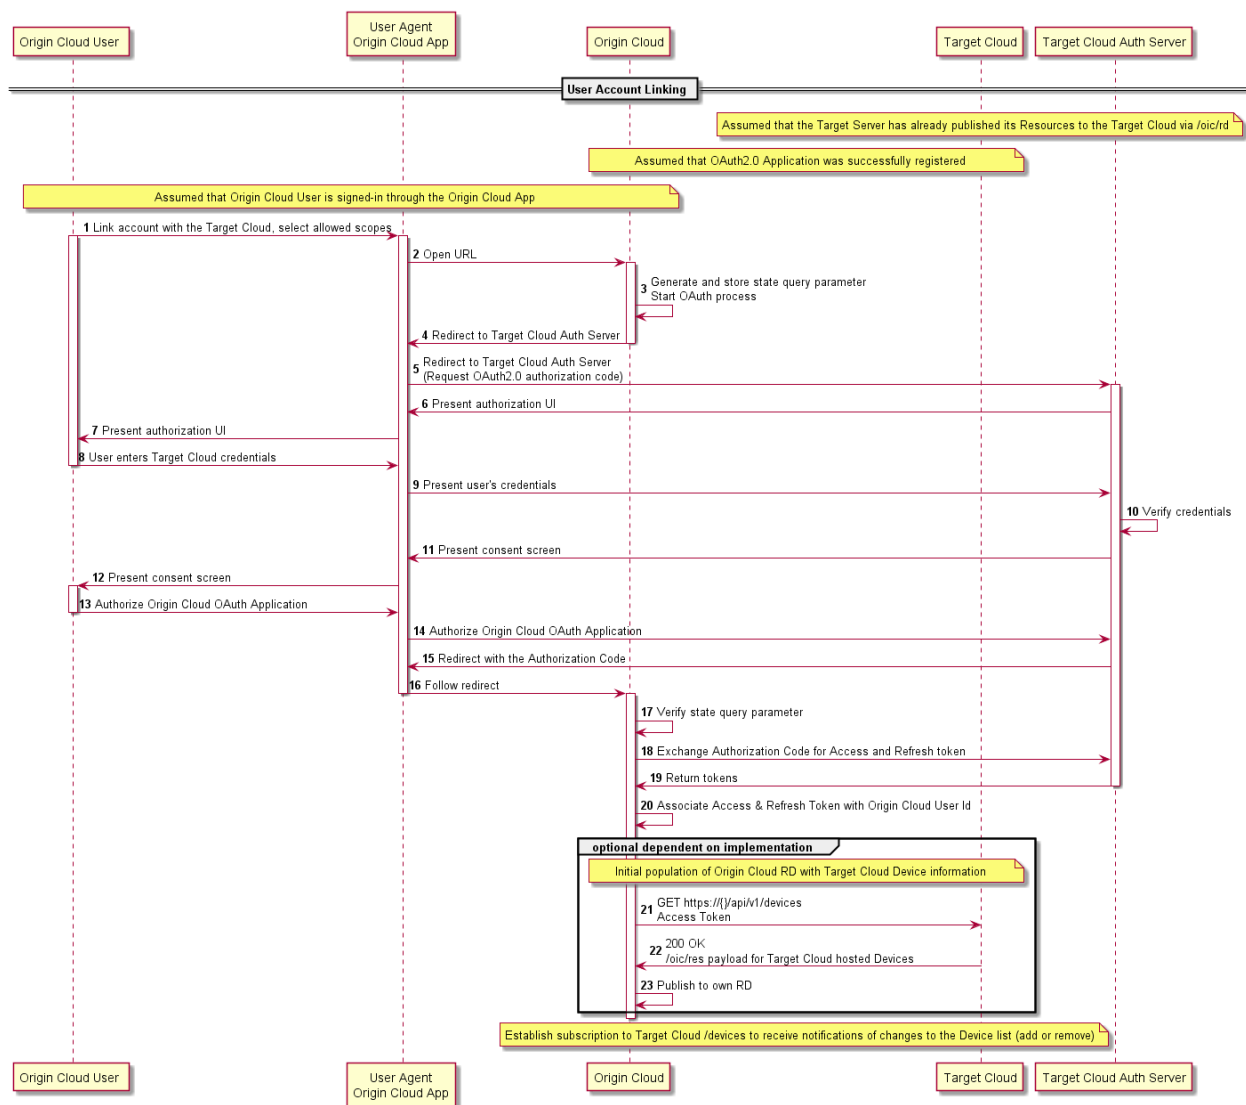 Origin Cloud User
User Agent
Origin Cloud App
Origin Cloud
Target Cloud
Target Cloud Auth Server
User Account Linking
Assumed that the Target Server has already published its Resources to the Target Cloud via /oic/rd
Assumed that OAuth2.0 Application was successfully registered
Assumed that Origin Cloud User is signed-in through the Origin Cloud App
1 Link account with the Target Cloud, select allowed scopes
2 Open URL
3 Generate and store state query parameter
Start OAuth process
4 Redirect to Target Cloud Auth Server
5 Redirect to Target Cloud Auth Server
(Request OAuth2.0 authorization code)
6 Present authorization UI
7 Present authorization UI
8 User enters Target Cloud credentials
9 Present user's credentials
10 Verify credentials
11 Present consent screen
12 Present consent screen
13 Authorize Origin Cloud OAuth Application
14 Authorize Origin Cloud OAuth Application
15 Redirect with the Authorization Code
16 Follow redirect
17 Verify state query parameter
18 Exchange Authorization Code for Access and Refresh token
19 Return tokens
20 Associate Access & Refresh Token with Origin Cloud User Id
optional dependent on implementation
Initial population of Origin Cloud RD with Target Cloud Device information
21 GET https://{}/api/v1/devices
Access Token
22 200 OK
/oic/res payload for Target Cloud hosted Devices
23 Publish to own RD
Establish subscription to Target Cloud /devices to receive notifications of changes to the Device list (add or remove)
Origin Cloud User
User Agent
Origin Cloud App
Origin Cloud
Target Cloud
Target Cloud Auth Server